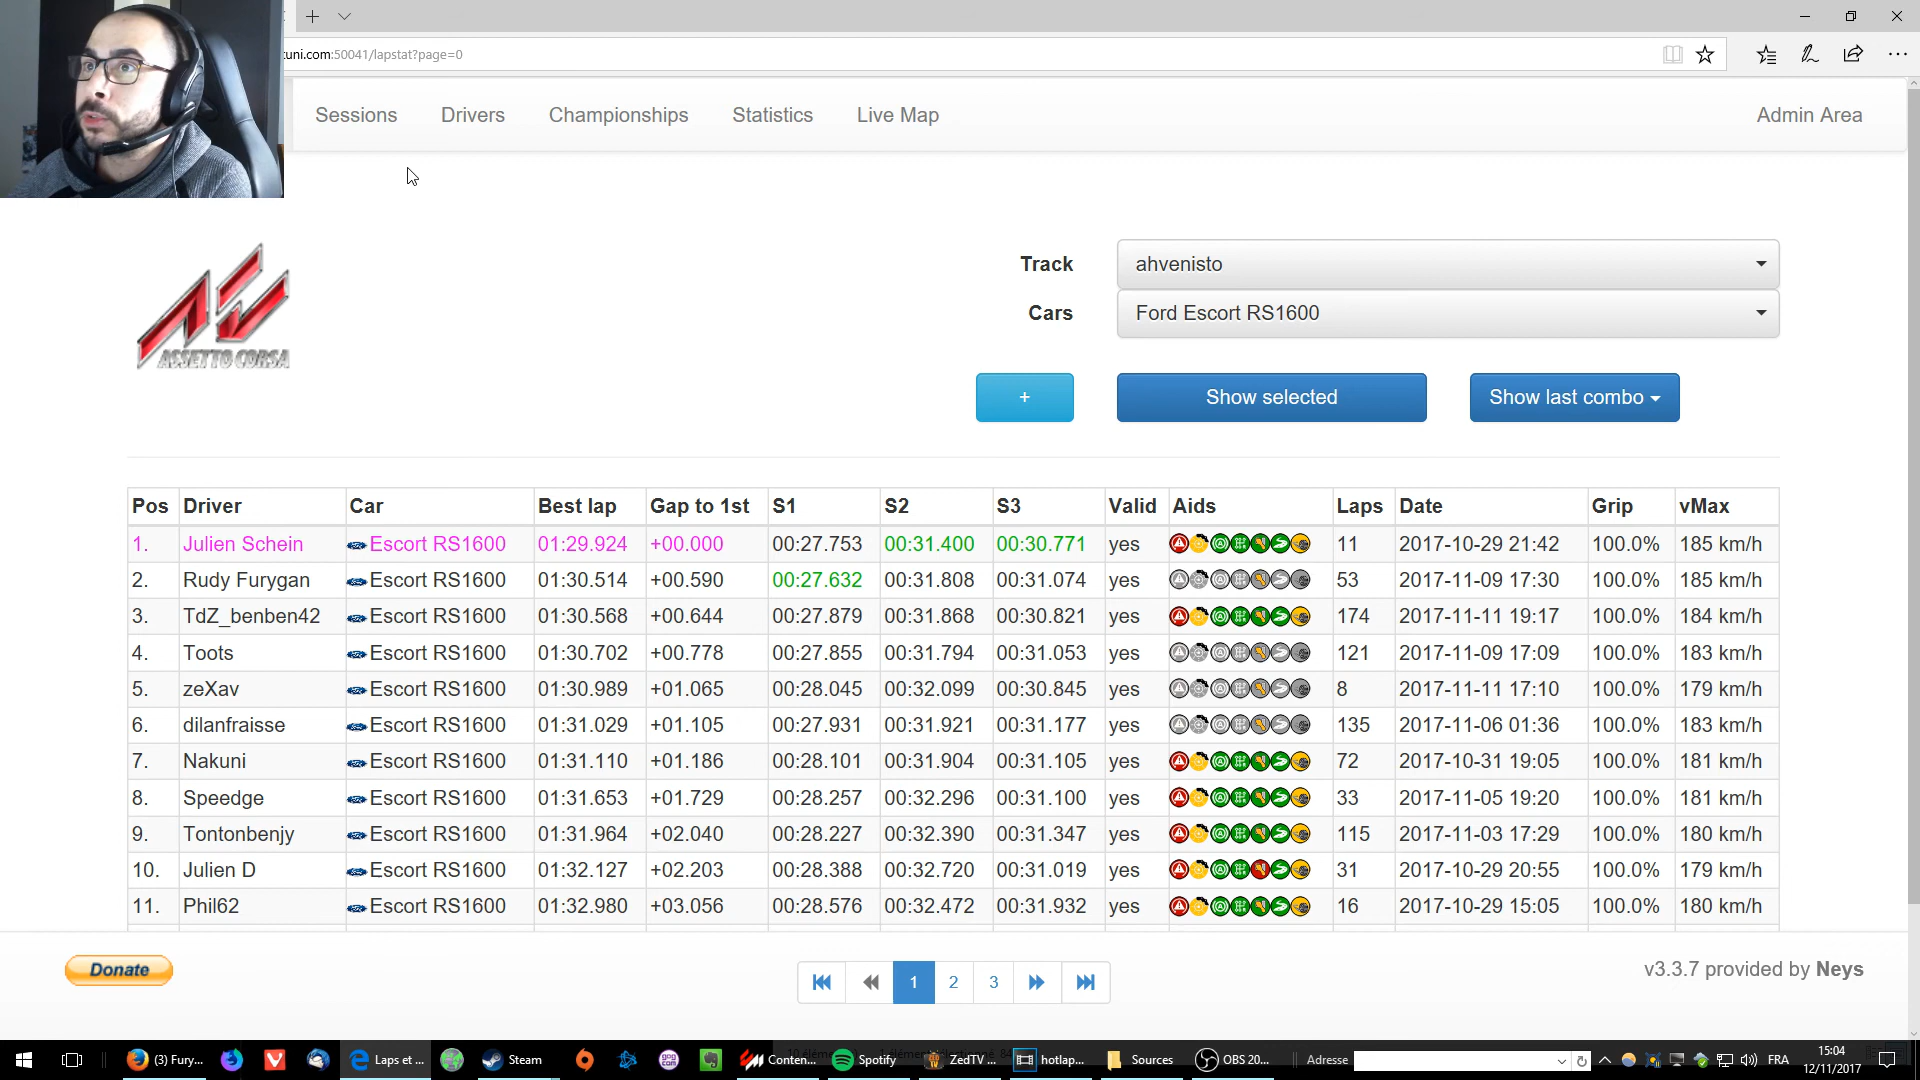 uni.com:50041/lapstat?page=0
Sessions Drivers Championships Statistics Live Map Admin Area
ASSETTO CORSA
Track ahvenisto
Cars Ford Escort RS1600
+ Show selected Show last combo
Pos Driver Car Best lap Gap to 1st S1 S2 S3 Valid Aids Laps Date Grip vMax
1. Julien Schein Escort RS1600 01:29.924 +00.000 00:27.753 00:31.400 00:30.771 yes 11 2017-10-29 21:42 100.0% 185 km/h
2. Rudy Furygan Escort RS1600 01:30.514 +00.590 00:27.632 00:31.808 00:31.074 yes 53 2017-11-09 17:30 100.0% 185 km/h
3. TdZ_benben42 Escort RS1600 01:30.568 +00.644 00:27.879 00:31.868 00:30.821 yes 174 2017-11-11 19:17 100.0% 184 km/h
4. Toots Escort RS1600 01:30.702 +00.778 00:27.855 00:31.794 00:31.053 yes 121 2017-11-09 17:09 100.0% 183 km/h
5. zeXav Escort RS1600 01:30.989 +01.065 00:28.045 00:32.099 00:30.845 yes 8 2017-11-11 17:10 100.0% 179 km/h
6. dilanfraisse Escort RS1600 01:31.029 +01.105 00:27.931 00:31.921 00:31.177 yes 135 2017-11-06 01:36 100.0% 183 km/h
7. Nakuni Escort RS1600 01:31.110 +01.186 00:28.101 00:31.904 00:31.105 yes 72 2017-10-31 19:05 100.0% 181 km/h
8. Speedge Escort RS1600 01:31.653 +01.729 00:28.257 00:32.296 00:31.100 yes 33 2017-11-05 19:20 100.0% 181 km/h
9. Tontonbenjy Escort RS1600 01:31.964 +02.040 00:28.227 00:32.390 00:31.347 yes 115 2017-11-03 17:29 100.0% 180 km/h
10. Julien D Escort RS1600 01:32.127 +02.203 00:28.388 00:32.720 00:31.019 yes 31 2017-10-29 20:55 100.0% 179 km/h
11. Phil62 Escort RS1600 01:32.980 +03.056 00:28.576 00:32.472 00:31.932 yes 16 2017-10-29 15:05 100.0% 180 km/h
Donate 1 2 3 v3.3.7 provided by Neys
(3) Fury... Laps et ... Steam gog.com Conten... Spotify ZedTV ... hotlap... Sources OBS 20... Adresse FRA 15:04
12/11/2017